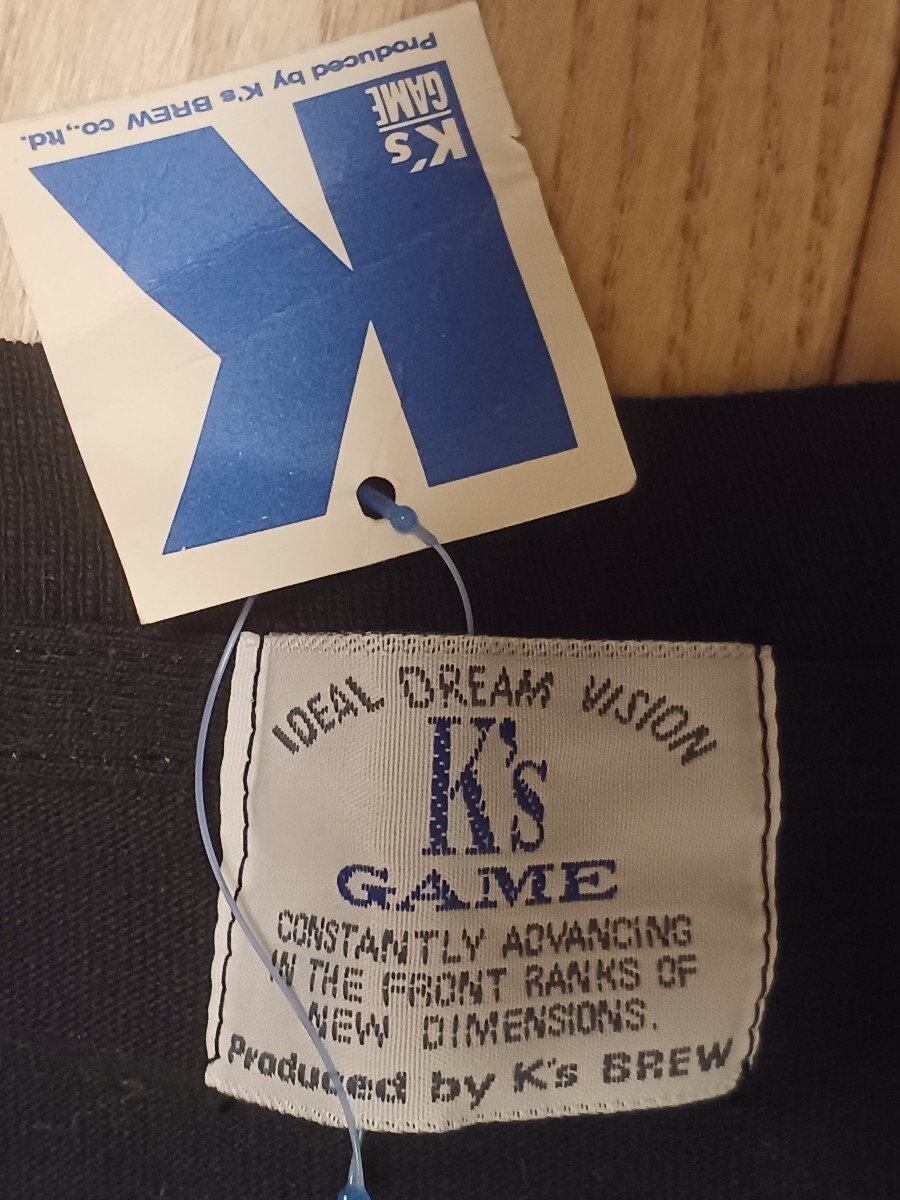 Produced by K's BREW co.,ltd.
K's
GAME
IDEAL DREAM VISION
K's
GAME
CONSTANTLY ADVANCING
IN THE FRONT RANKS OF
NEW DIMENSIONS.
Produced by K's BREW